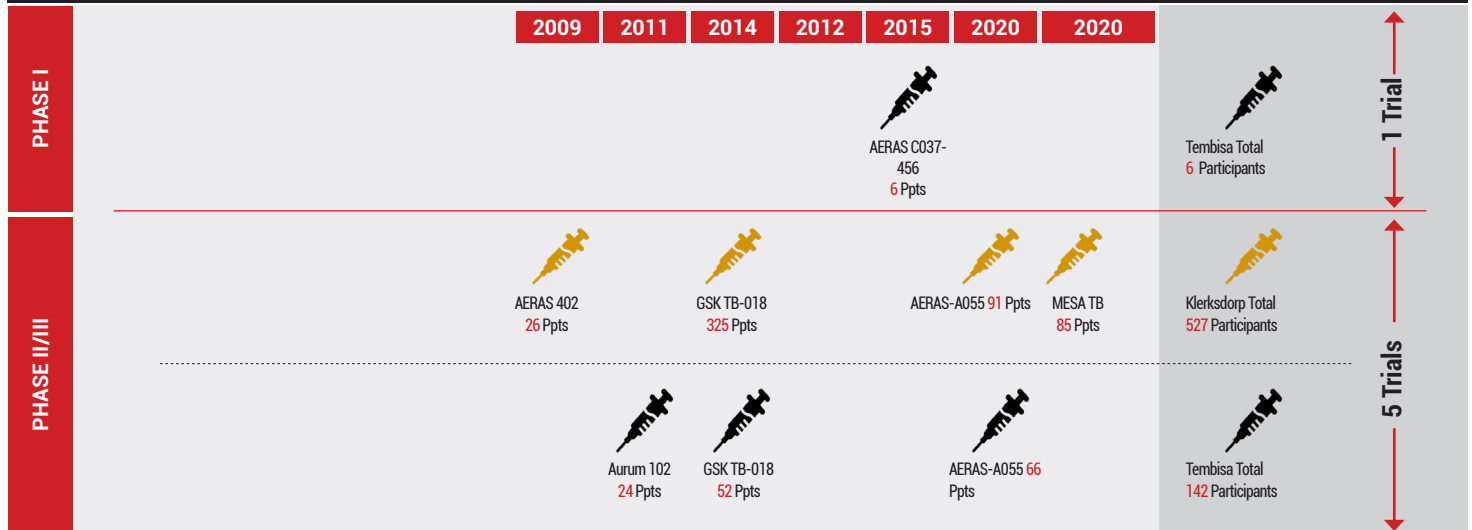 2009 2011 2014 2012 2015 2020 2020
PHASE I
AERAS C037-
456
6 Ppts
Tembisa Total
6 Participants
1 Trial
PHASE II/III
AERAS 402
26 Ppts
GSK TB-018
325 Ppts
AERAS-A055 91 Ppts
MESA TB
85 Ppts
Klerksdorp Total
527 Participants
5 Trials
Aurum 102
24 Ppts
GSK TB-018
52 Ppts
AERAS-A055 66
Ppts
Tembisa Total
142 Participants